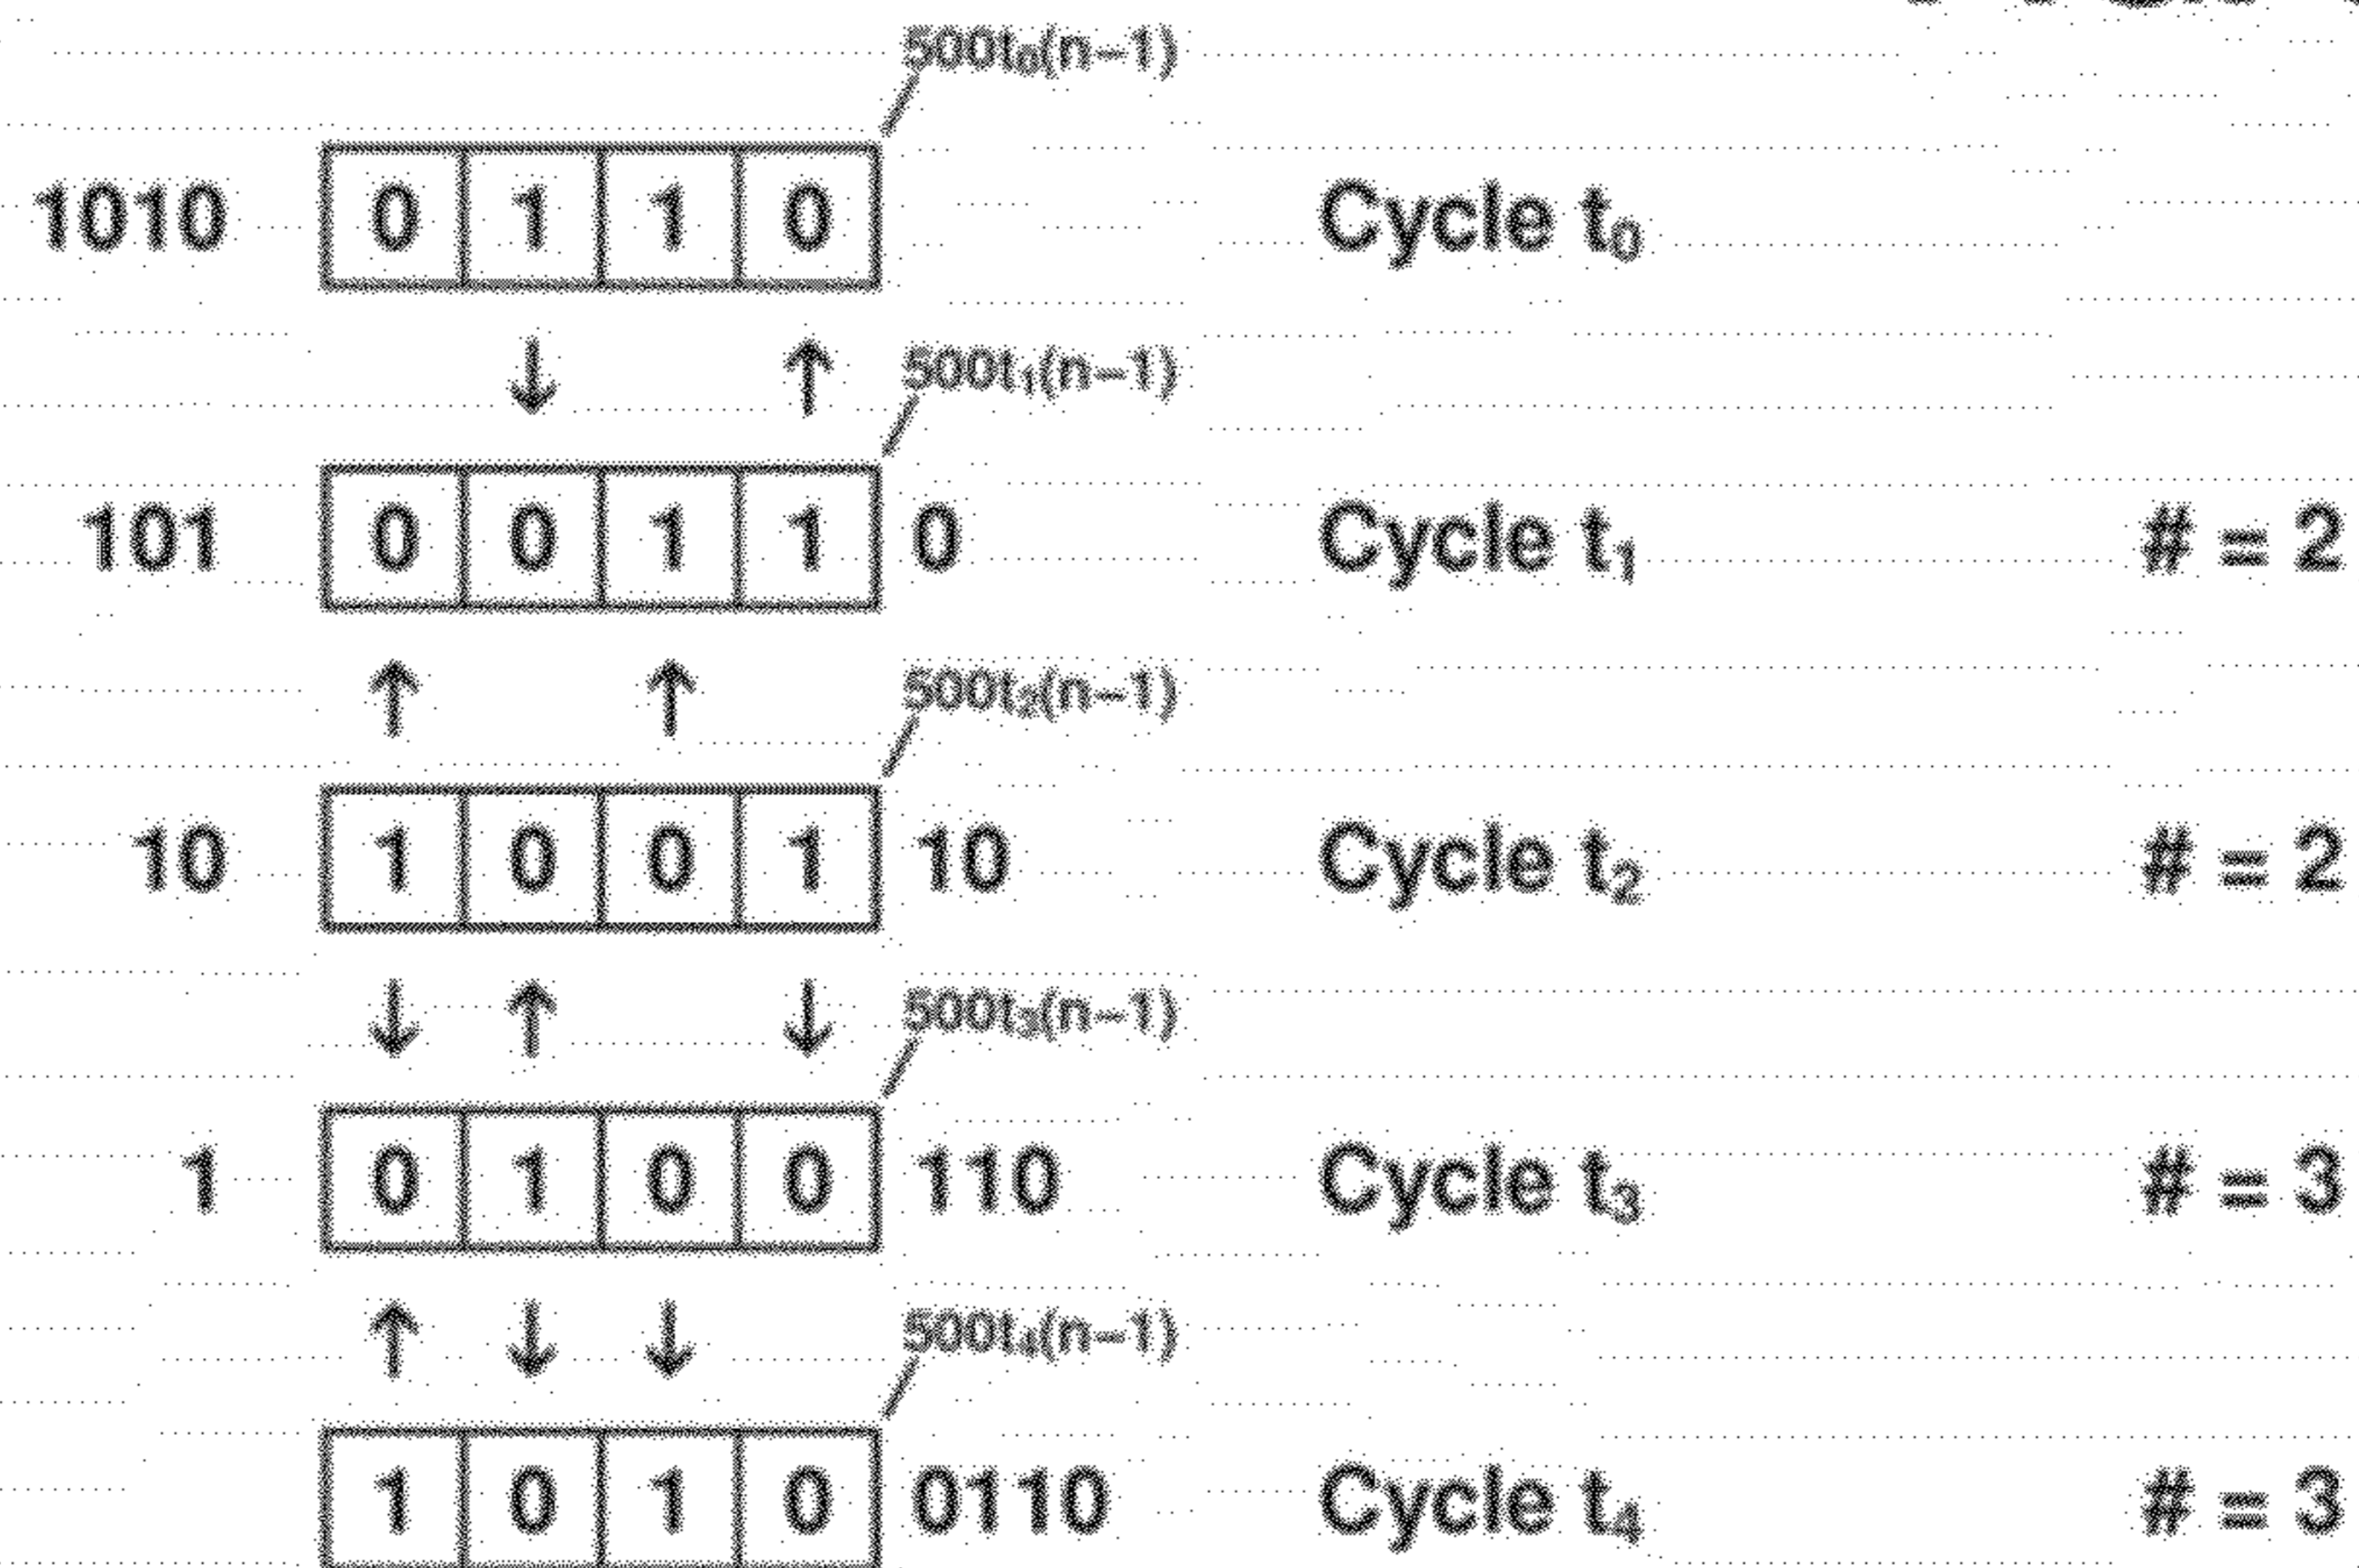 500t₀(n−1)
1010 0 1 1 0 Cycle t₀
↓ ↑ 500t₁(n−1)
101 0 0 1 1 0 Cycle t₁ # = 2
↑ ↑ 500t₂(n−1)
10 1 0 0 1 10 Cycle t₂ # = 2
↓ ↑ ↓ 500t₃(n−1)
1 0 1 0 0 110 Cycle t₃ # = 3
↑ ↓ ↓ 500t₄(n−1)
1 0 1 0 0110 Cycle t₄ # = 3